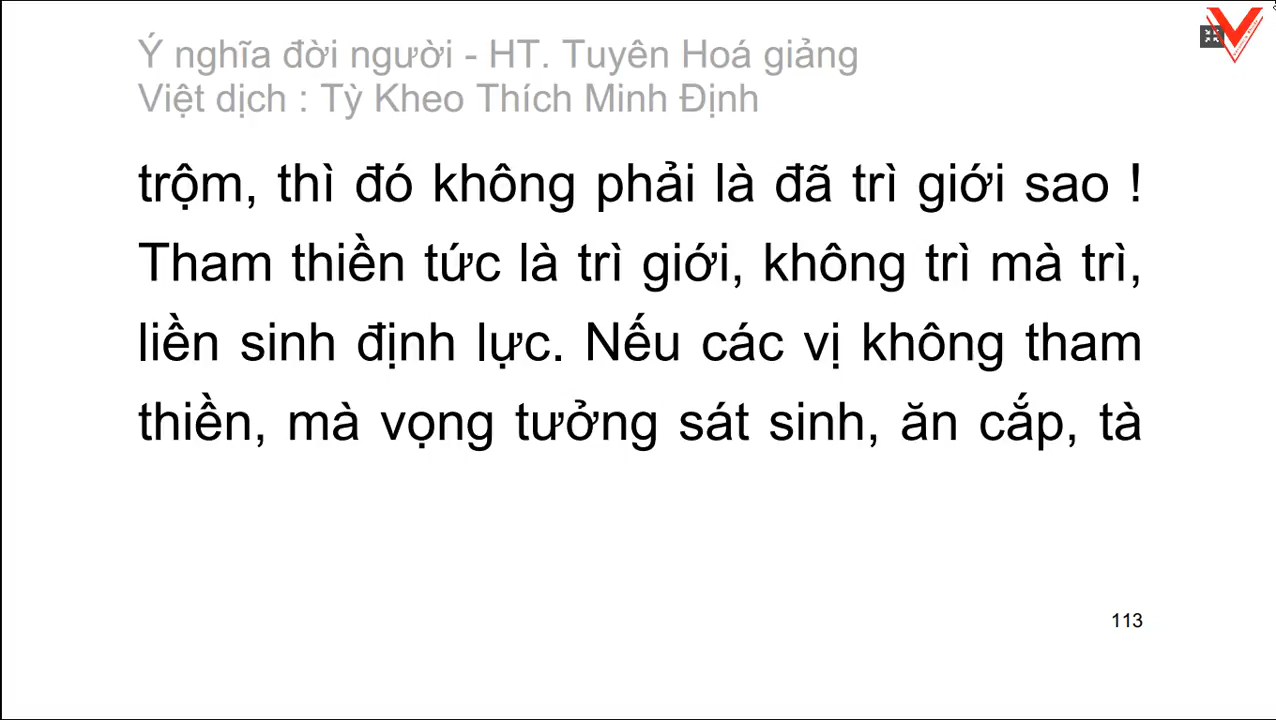 Ý nghĩa đời người - HT. Tuyên Hoá giảng
Việt dịch : Tỳ Kheo Thích Minh Định
trộm, thì đó không phải là đã trì giới sao !
Tham thiền tức là trì giới, không trì mà trì,
liền sinh định lực. Nếu các vị không tham
thiền, mà vọng tưởng sát sinh, ăn cắp, tà
113